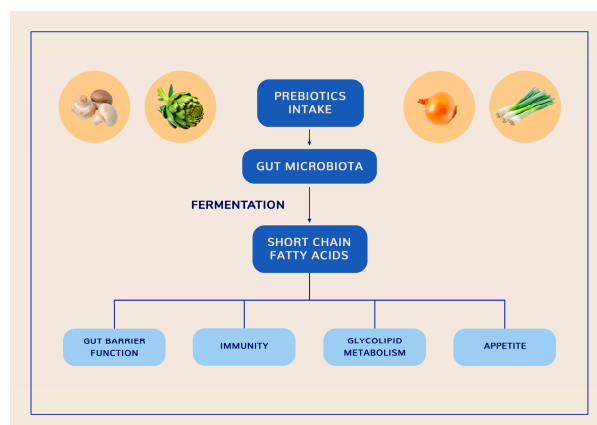 PREBIOTICS
INTAKE
GUT MICROBIOTA
FERMENTATION
SHORT CHAIN
FATTY ACIDS
GUT BARRIER
FUNCTION
IMMUNITY
GLYCOLIPID
METABOLISM
APPETITE